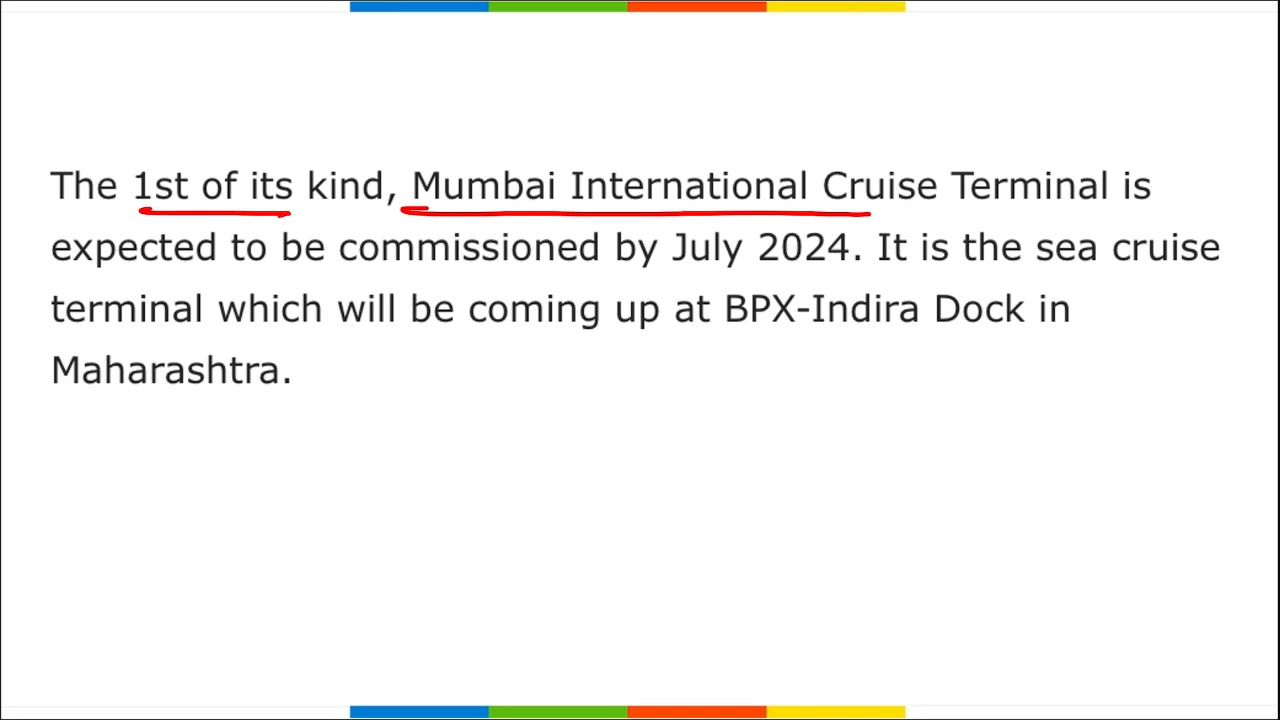 The 1st of its kind, Mumbai International Cruise Terminal is
expected to be commissioned by July 2024. It is the sea cruise
terminal which will be coming up at BPX-Indira Dock in
Maharashtra.